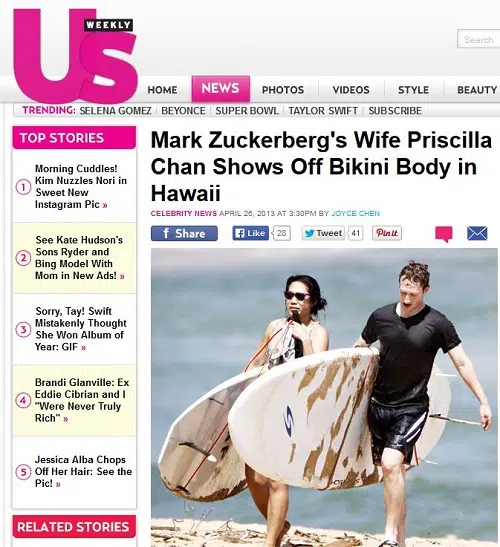 Us
WEEKLY
Search
HOME NEWS PHOTOS VIDEOS STYLE BEAUTY
TRENDING: SELENA GOMEZ BEYONCE SUPER BOWL TAYLOR SWIFT SUBSCRIBE
TOP STORIES
1
Morning Cuddles!
Kim Nuzzles Nori in
Sweet New
Instagram Pic »
2
See Kate Hudson's
Sons Ryder and
Bing Model With
Mom in New Ads! »
3
Sorry, Tay! Swift
Mistakenly Thought
She Won Album of
Year: GIF »
4
Brandi Glanville: Ex
Eddie Cibrian and I
"Were Never Truly
Rich" »
5
Jessica Alba Chops
Off Her Hair: See the
Pic! »
RELATED STORIES
Mark Zuckerberg's Wife Priscilla
Chan Shows Off Bikini Body in
Hawaii
CELEBRITY NEWS APRIL 26, 2013 AT 3:30PM BY JOYCE CHEN
f Share f Like 28 Tweet 41 Pin it